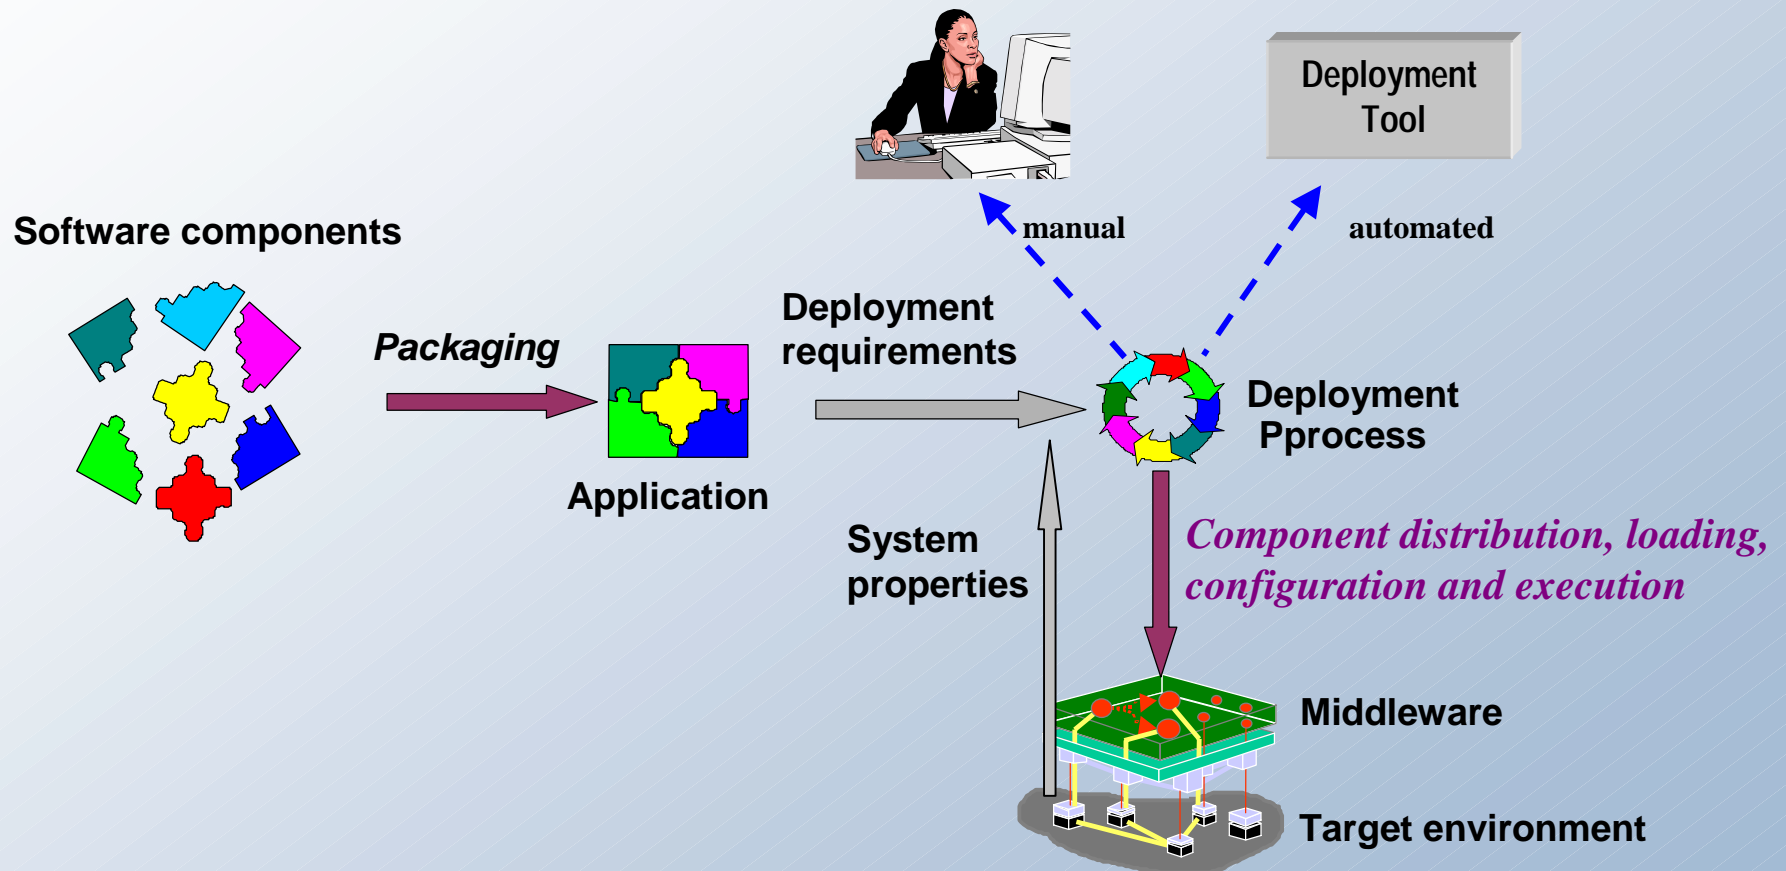 Deployment
Tool
manual
automated
Software components
Packaging
Application
Deployment
requirements
Deployment
Pprocess
System
properties
Component distribution, loading,
configuration and execution
Middleware
Target environment